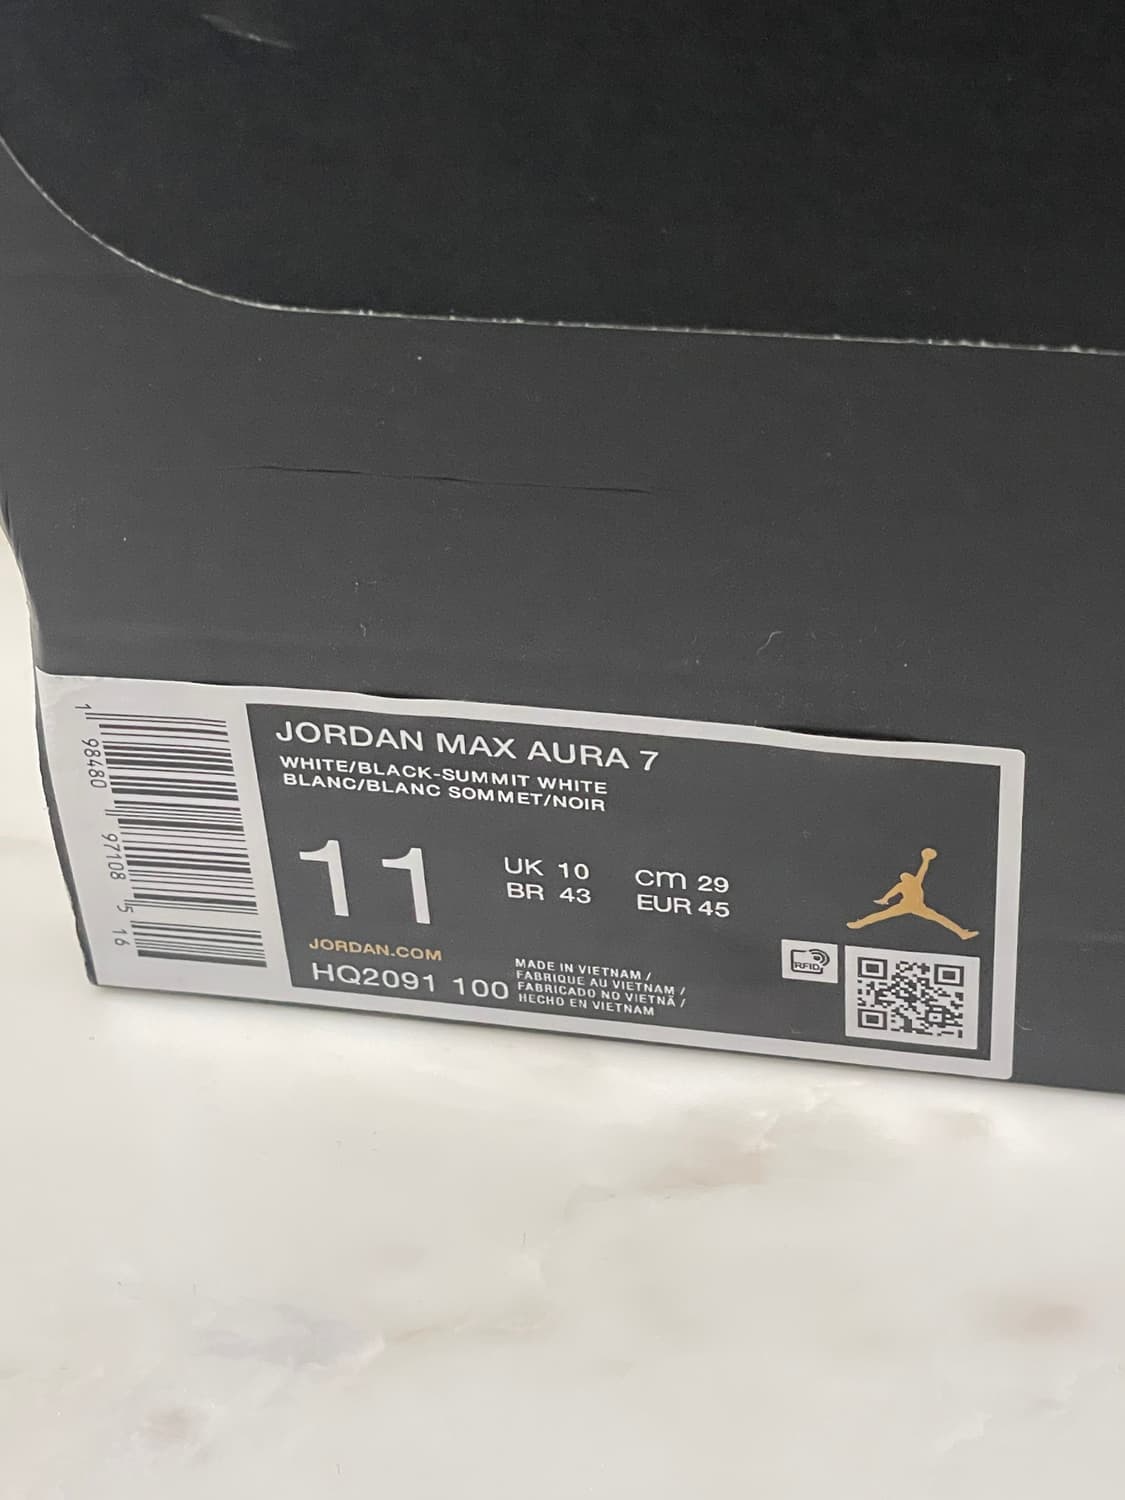 1 98480 97108 5 16
JORDAN MAX AURA 7
WHITE/BLACK-SUMMIT WHITE
BLANC/BLANC SOMMET/NOIR
11
UK 10
BR 43
cm 29
EUR 45
JORDAN.COM
HQ2091 100
MADE IN VIETNAM /
FABRIQUE AU VIETNAM /
FABRICADO NO VIETNÃ /
HECHO EN VIETNAM
RFID